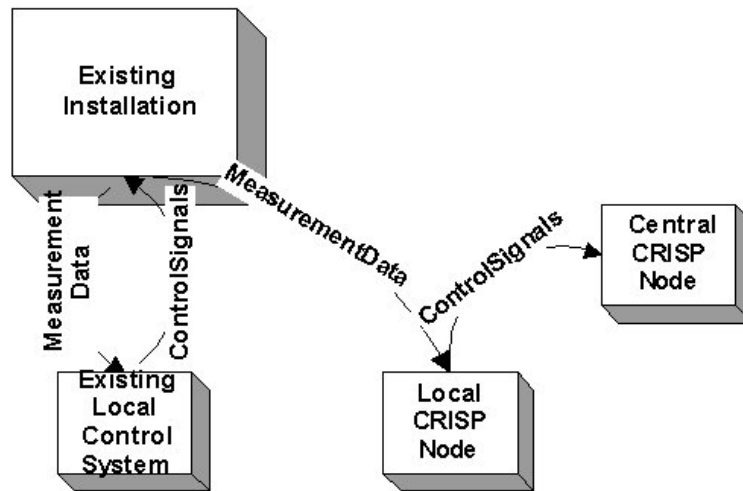 Existing
Installation
Measurement
Data
ControlSignals
MeasurementData
ControlSignals
Central
CRISP
Node
Existing
Local
Control
System
Local
CRISP
Node